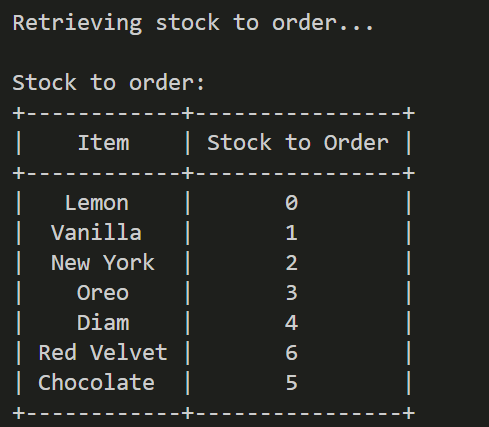 Retrieving stock to order...

Stock to order:
+------------+----------------+
|    Item    | Stock to Order |
+------------+----------------+
|   Lemon    |       0        |
|  Vanilla   |       1        |
|  New York  |       2        |
|    Oreo    |       3        |
|    Diam    |       4        |
| Red Velvet |       6        |
| Chocolate  |       5        |
+------------+----------------+